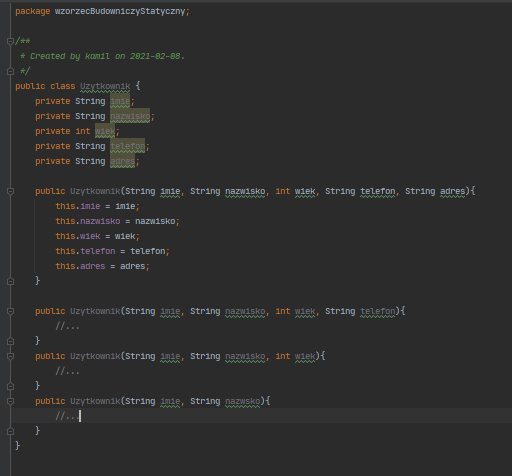 package wzorzecBudowniczyStatyczny;
/**
* Created by kamil on 2021-02-08.
*/
public class Uzytkownik {
private String imie;
private String nazwisko;
private int wiek;
private String telefon;
private String adres;
public Uzytkownik(String imie, String nazwisko, int wiek, String telefon, String adres){
this.imie = imie;
this.nazwisko = nazwisko;
this.wiek = wiek;
this.telefon = telefon;
this.adres = adres;
}
public Uzytkownik(String imie, String nazwisko, int wiek, String telefon){
//...
}
public Uzytkownik(String imie, String nazwisko, int wiek){
//...
}
public Uzytkownik(String imie, String nazwsko){
//...
}
}